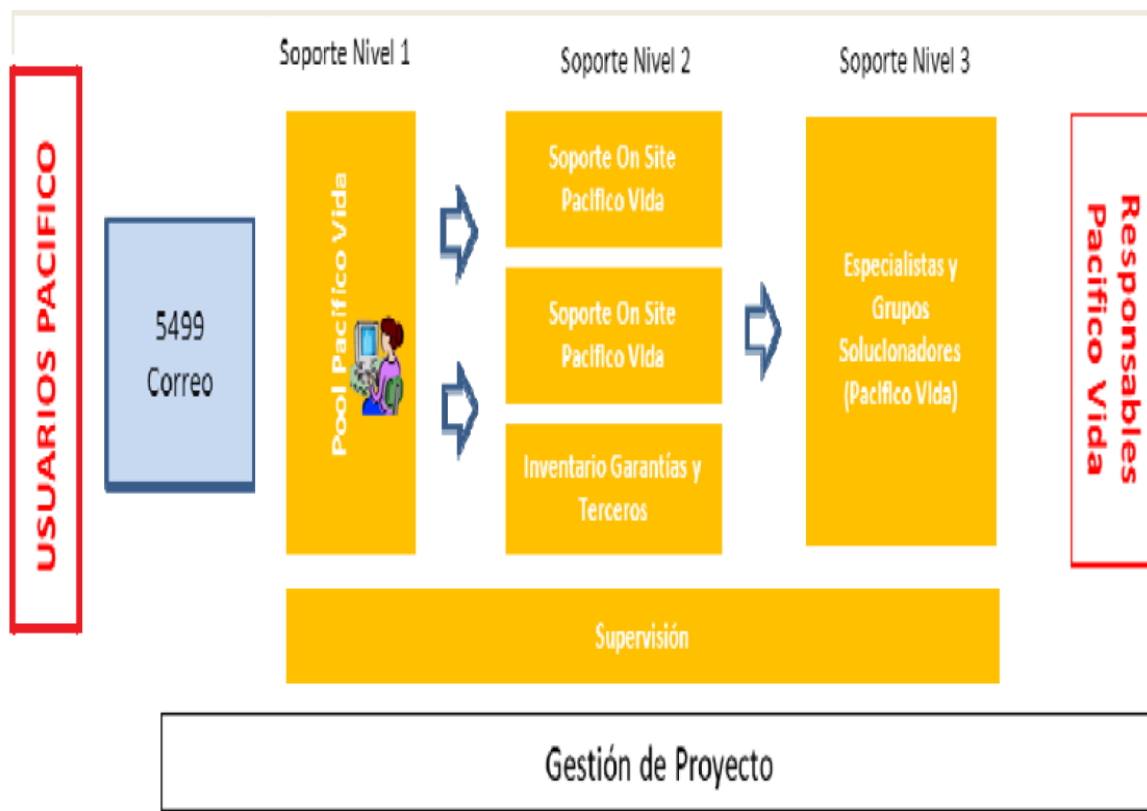 Soporte Nivel 1
Soporte Nivel 2
Soporte Nivel 3
USUARIOS PACIFICO
5499
Correo
Pool Pacífico Vida
Soporte On Site
Pacifico Vida
Soporte On Site
Pacifico Vida
Inventario Garantías y
Terceros
Especialistas y
Grupos
Solucionadores
(Pacifico Vida)
Responsables
Pacifico Vida
Supervisión
Gestión de Proyecto